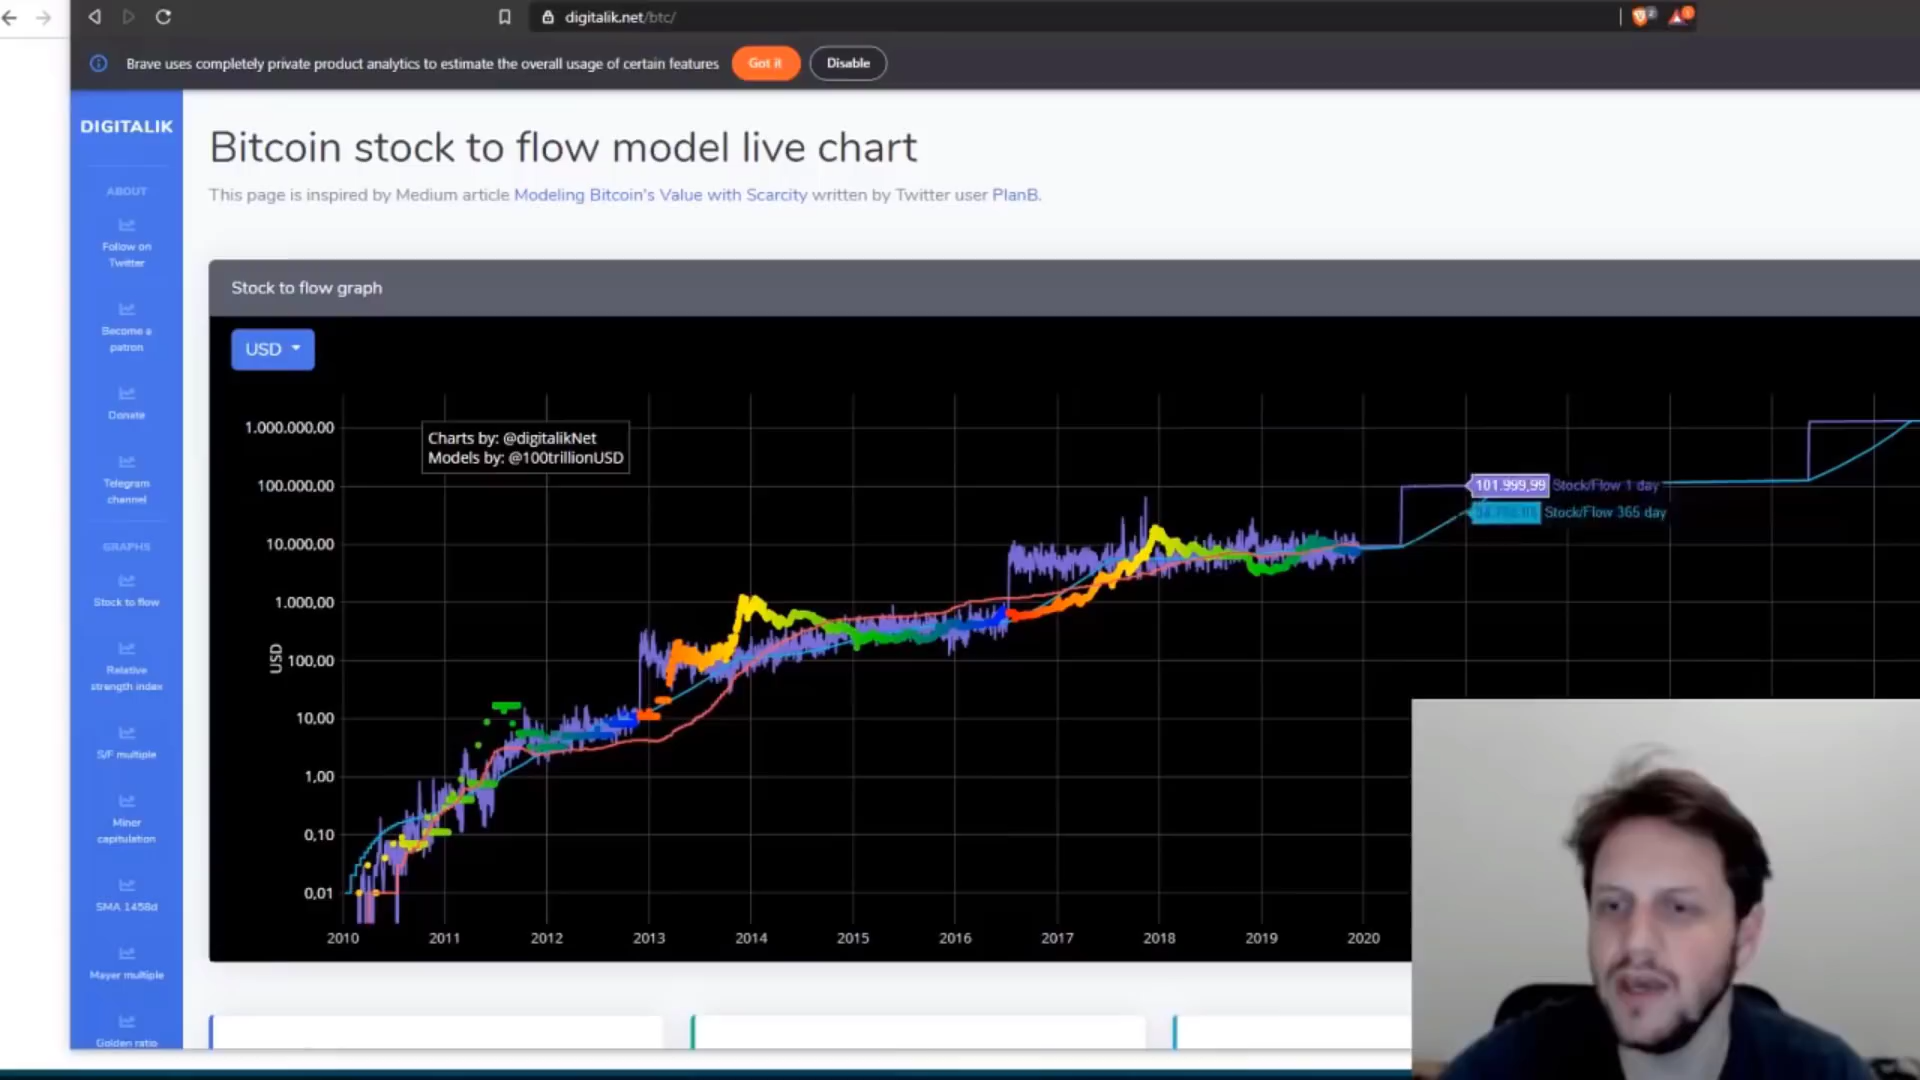 digitalik.net/btc/
Brave uses completely private product analytics to estimate the overall usage of certain features
Got it
Disable
DIGITALIK
ABOUT
Follow on
Twitter
Become a
patron
Donate
Telegram
channel
GRAPHS
Stock to flow
Relative
strength index
S/F multiple
Miner
capitulation
SMA 1458d
Mayer multiple
Golden ratio
Bitcoin stock to flow model live chart
This page is inspired by Medium article Modeling Bitcoin's Value with Scarcity written by Twitter user PlanB.
Stock to flow graph
USD
Charts by: @digitalikNet
Models by: @100trillionUSD
1.000.000,00
100.000,00
10.000,00
1.000,00
100,00
10,00
1,00
0,10
0,01
USD
101.999,99 Stock/Flow 1 day
Stock/Flow 365 day
2010 2011 2012 2013 2014 2015 2016 2017 2018 2019 2020